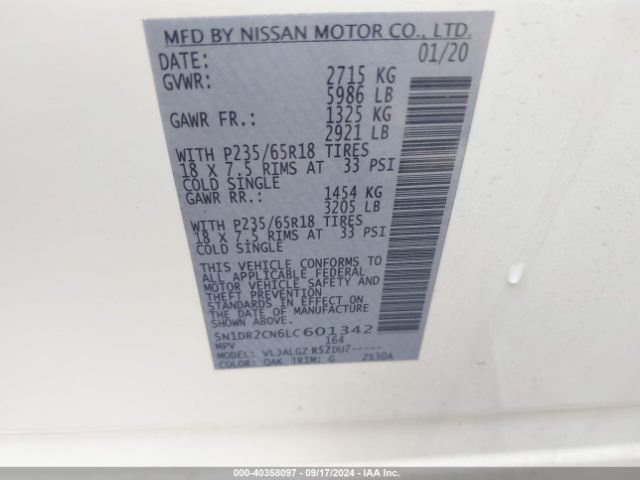 MFD BY NISSAN MOTOR CO., LTD.
DATE: 01/20
GVWR: 2715 KG
5986 LB
GAWR FR.: 1325 KG
2921 LB
WITH P235/65R18 TIRES
18 X 7.5 RIMS AT 33 PSI
COLD SINGLE
GAWR RR.: 1454 KG
3205 LB
WITH P235/65R18 TIRES
18 X 7.5 RIMS AT 33 PSI
COLD SINGLE
THIS VEHICLE CONFORMS TO
ALL APPLICABLE FEDERAL
MOTOR VEHICLE SAFETY AND
THEFT PREVENTION
STANDARDS IN EFFECT ON
THE DATE OF MANUFACTURE
SHOWN ABOVE.
5N1DR2CN6LC601342
MPV 164
MODEL: VLJALGZ R52DU7-----
COLOR: QAK TRIM: G ZS30A
000-40358097 - 09/17/2024 - IAA Inc.